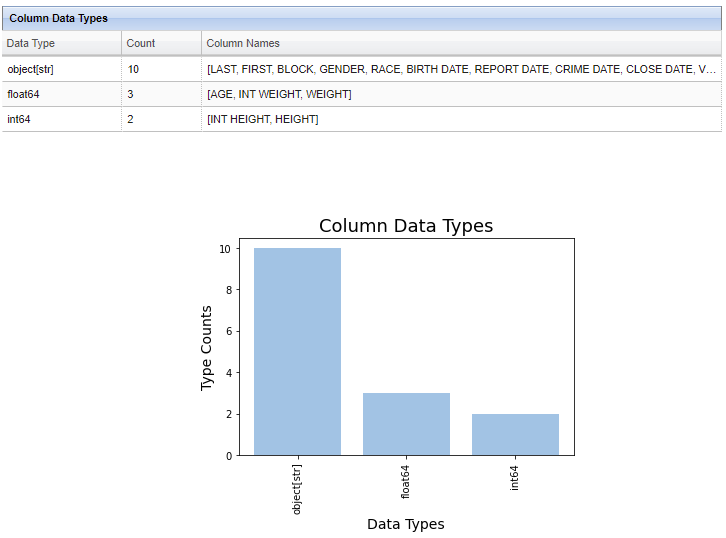 Column Data Types
Data Type Count Column Names
object[str] 10 [LAST, FIRST, BLOCK, GENDER, RACE, BIRTH DATE, REPORT DATE, CRIME DATE, CLOSE DATE, V...
float64 3 [AGE, INT WEIGHT, WEIGHT]
int64 2 [INT HEIGHT, HEIGHT]
Column Data Types
Type Counts
10
8
6
4
2
0
object[str] float64 int64
Data Types